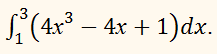 ∫₁³(4x³ − 4x + 1)dx.